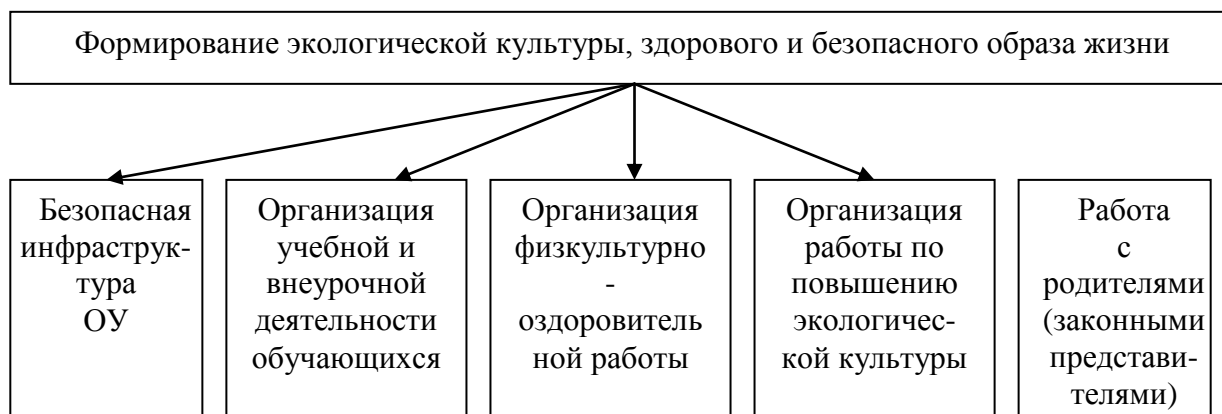 Формирование экологической культуры, здорового и безопасного образа жизни
Безопасная
инфраструк-
тура
ОУ
Организация
учебной и
внеурочной
деятельности
обучающихся
Организация
физкультурно
-
оздоровитель
ной работы
Организация
работы по
повышению
экологичес-
кой культуры
Работа
с
родителями
(законными
представи-
телями)